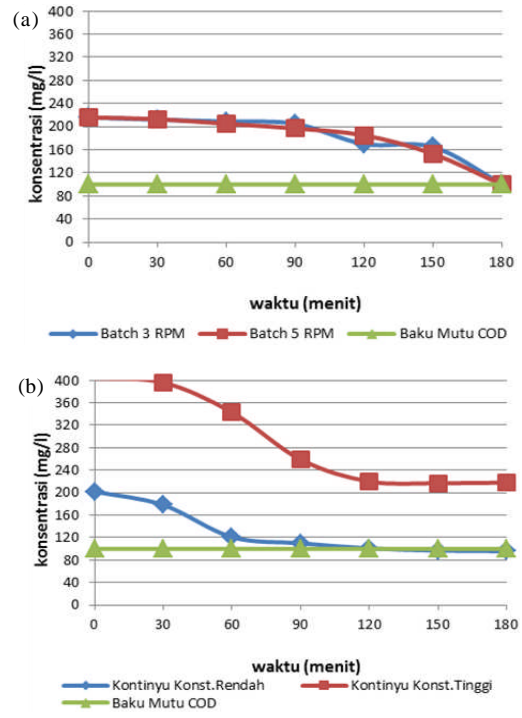 (a)
400
360
320
280
240
200
160
120
80
40
0
konsentrasi (mg/l)
0 30 60 90 120 150 180
waktu (menit)
Batch 3 RPM Batch 5 RPM Baku Mutu COD
(b)
400
360
320
280
240
200
160
120
80
40
0
konsentrasi (mg/l)
0 30 60 90 120 150 180
waktu (menit)
Kontinyu Konst.Rendah Kontinyu Konst.Tinggi
Baku Mutu COD